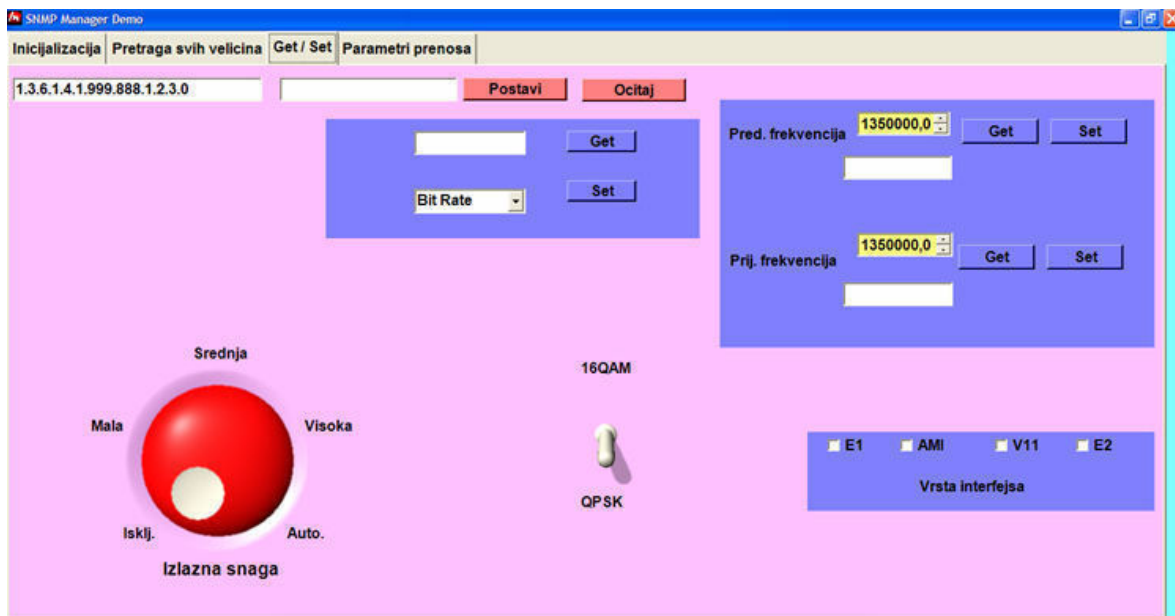 SNMP Manager Demo
Inicijalizacija Pretraga svih velicina Get / Set Parametri prenosa
1.3.6.1.4.1.999.888.1.2.3.0 Postavi Ocitaj
Get
Bit Rate Set
Pred. frekvencija 1350000,0 Get Set
Prij. frekvencija 1350000,0 Get Set
Srednja
Mala Visoka
Isklj. Auto.
Izlazna snaga
16QAM
QPSK
E1 AMI V11 E2
Vrsta interfejsa